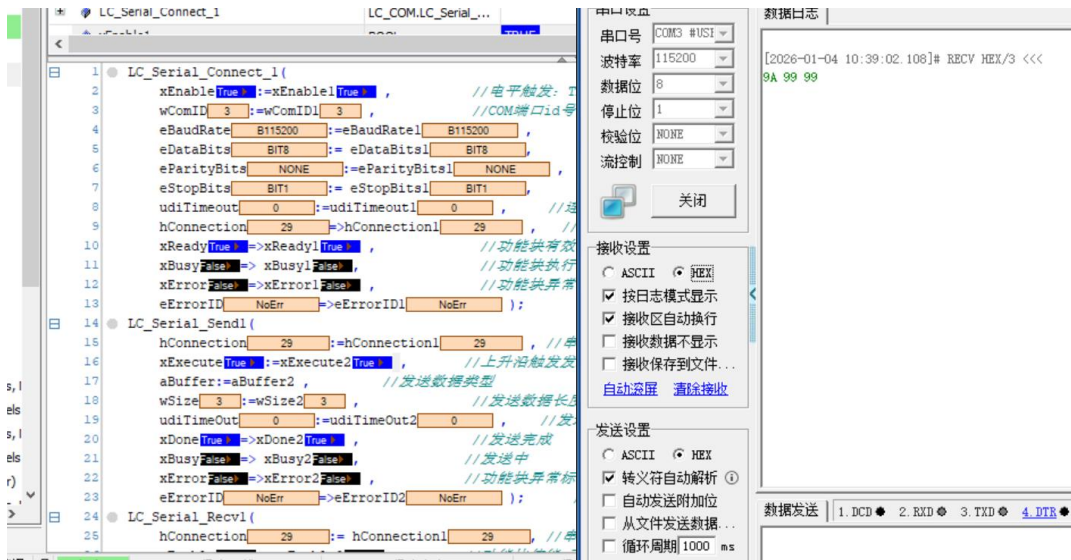 LC_Serial_Connect_1 LC_COM.LC_Serial_...
1 LC_Serial_Connect_1(
2 xEnable True :=xEnable1 True , //电平触发:
3 wComID 3 :=wComID1 3 , //COM端口id号
4 eBaudRate B115200 :=eBaudRate1 B115200 ,
5 eDataBits BIT8 := eDataBits1 BIT8 ,
6 eParityBits NONE :=eParityBits1 NONE ,
7 eStopBits BIT1 := eStopBits1 BIT1 ,
8 udiTimeout 0 :=udiTimeout1 0 , //
9 hConnection 29 =>hConnection1 29 , //
10 xReady True =>xReady1 True , //功能块有效
11 xBusy False => xBusy1 False , //功能块执行
12 xError False =>xError1 False , //功能块异常
13 eErrorID NoErr =>eErrorID1 NoErr );
14 LC_Serial_Send1(
15 hConnection 29 :=hConnection1 29 , //串
16 xExecute True :=xExecute2 True , //上升沿触发发
17 aBuffer:=aBuffer2 , //发送数据类型
18 wSize 3 :=wSize2 3 , //发送数据长度
19 udiTimeOut 0 :=udiTimeOut2 0 , //发
20 xDone True =>xDone2 True , //发送完成
21 xBusy False => xBusy2 False , //发送中
22 xError False =>xError2 False , //功能块异常标
23 eErrorID NoErr =>eErrorID2 NoErr );
24 LC_Serial_Recv1(
25 hConnection 29 := hConnection1 29 , //串
串口设置
串口号 COM3 #USI
波特率 115200
数据位 8
停止位 1
校验位 NONE
流控制 NONE
关闭
接收设置
ASCII HEX
按日志模式显示
接收区自动换行
接收数据不显示
接收保存到文件...
自动滚屏 清除接收
发送设置
ASCII HEX
转义符自动解析
自动发送附加位
从文件发送数据...
循环周期 1000 ms
数据日志
[2026-01-04 10:39:02.108]# RECV HEX/3 <<<
9A 99 99
数据发送 1.DCD 2.RXD 3.TXD 4.DTR